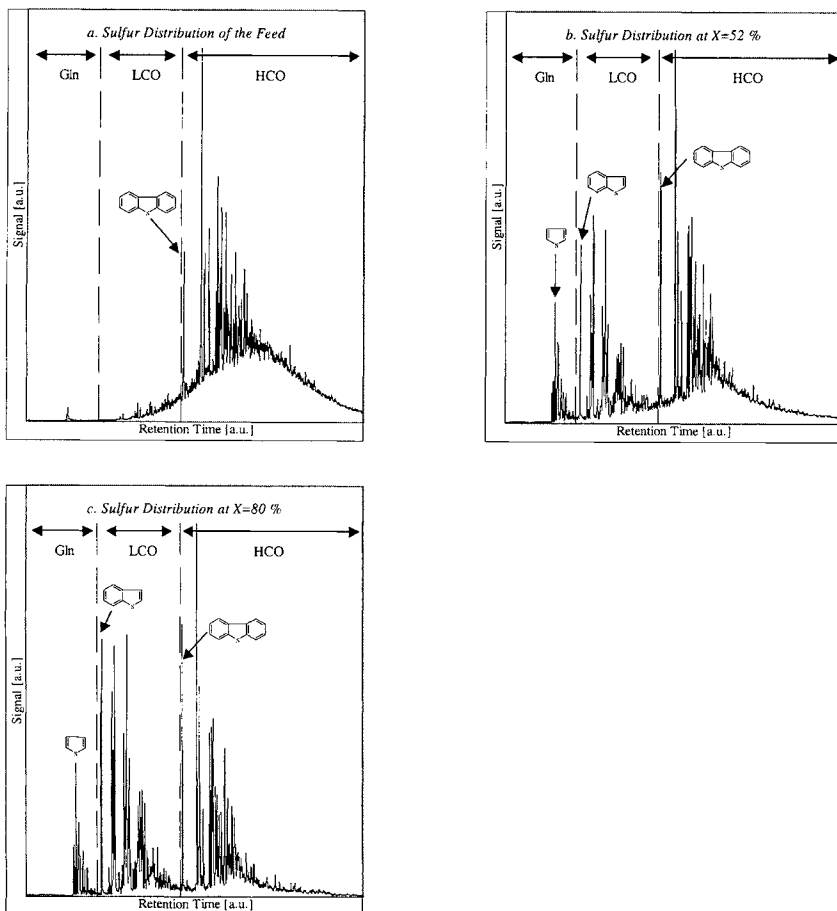 a. Sulfur Distribution of the Feed
Gln LCO HCO
S
Signal [a.u.]
Retention Time [a.u.]
b. Sulfur Distribution at X=52 %
Gln LCO HCO
S
S
S
Signal [a.u.]
Retention Time [a.u.]
c. Sulfur Distribution at X=80 %
Gln LCO HCO
S
S
S
Signal [a.u.]
Retention Time [a.u.]